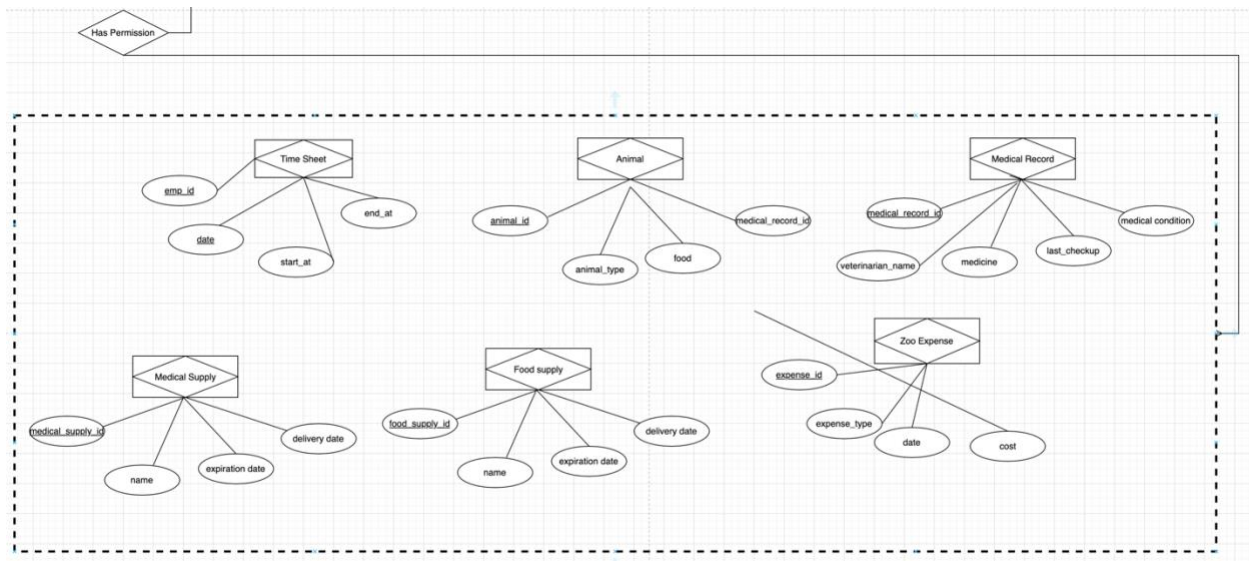 Has Permission
Time Sheet
emp_id
date
start_at
end_at
Animal
animal_id
animal_type
food
medical_record_id
Medical Record
medical_record_id
veterinarian_name
medicine
last_checkup
medical condition
Medical Supply
medical_supply_id
name
expiration date
delivery date
Food supply
food_supply_id
name
expiration date
delivery date
Zoo Expense
expense_id
expense_type
date
cost